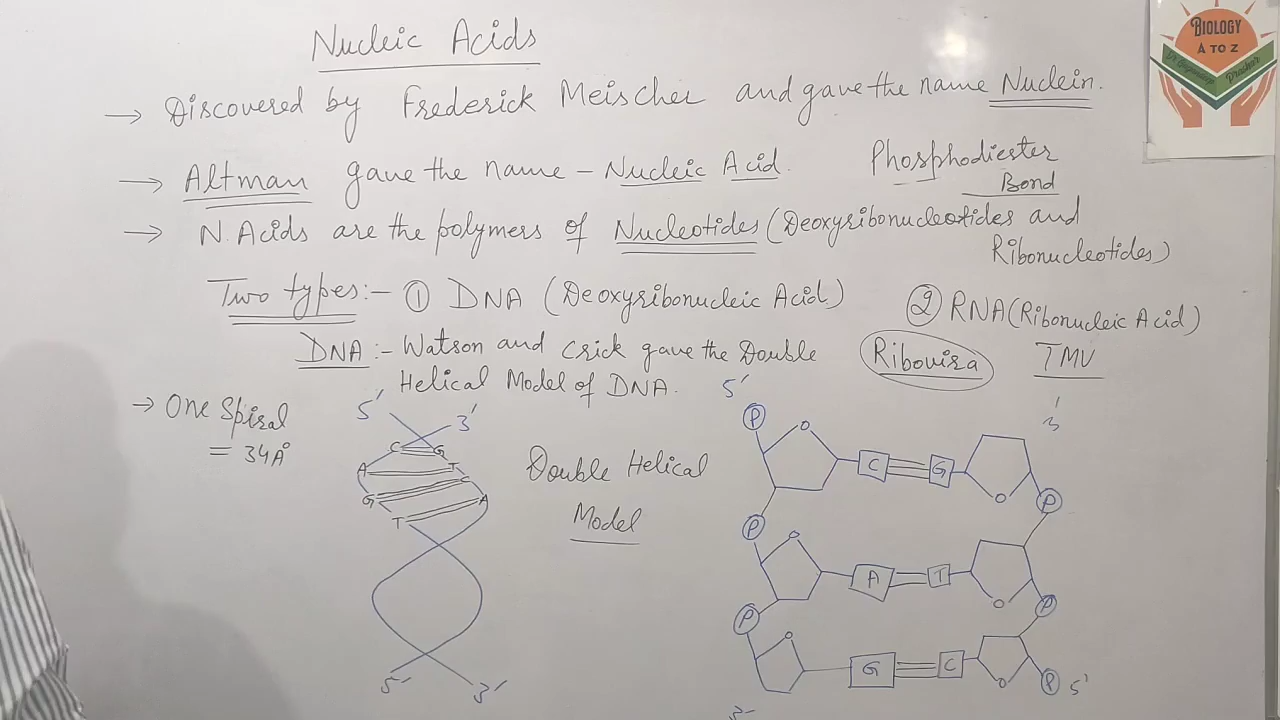 Nucleic Acids
BIOLOGY
A TO Z
→ Discovered by Frederick Meischer and gave the name Nuclein.
→ Altman gave the name - Nucleic Acid.
Phosphodiester
Bond
→ N. Acids are the polymers of Nucleotides (Deoxyribonucleotides and
Ribonucleotides)
Two types:- ① DNA (Deoxyribonucleic Acid)
② RNA (Ribonucleic Acid)
DNA:- Watson and Crick gave the Double
Helical Model of DNA.
Ribovira TMV
→ One Spiral
= 34A°
5' 3'
C G
A T
G C
T A
5' 3'
Double Helical
Model
5' 3'
P
C G
P
P
A T
P
P
G C
P 5'
3'